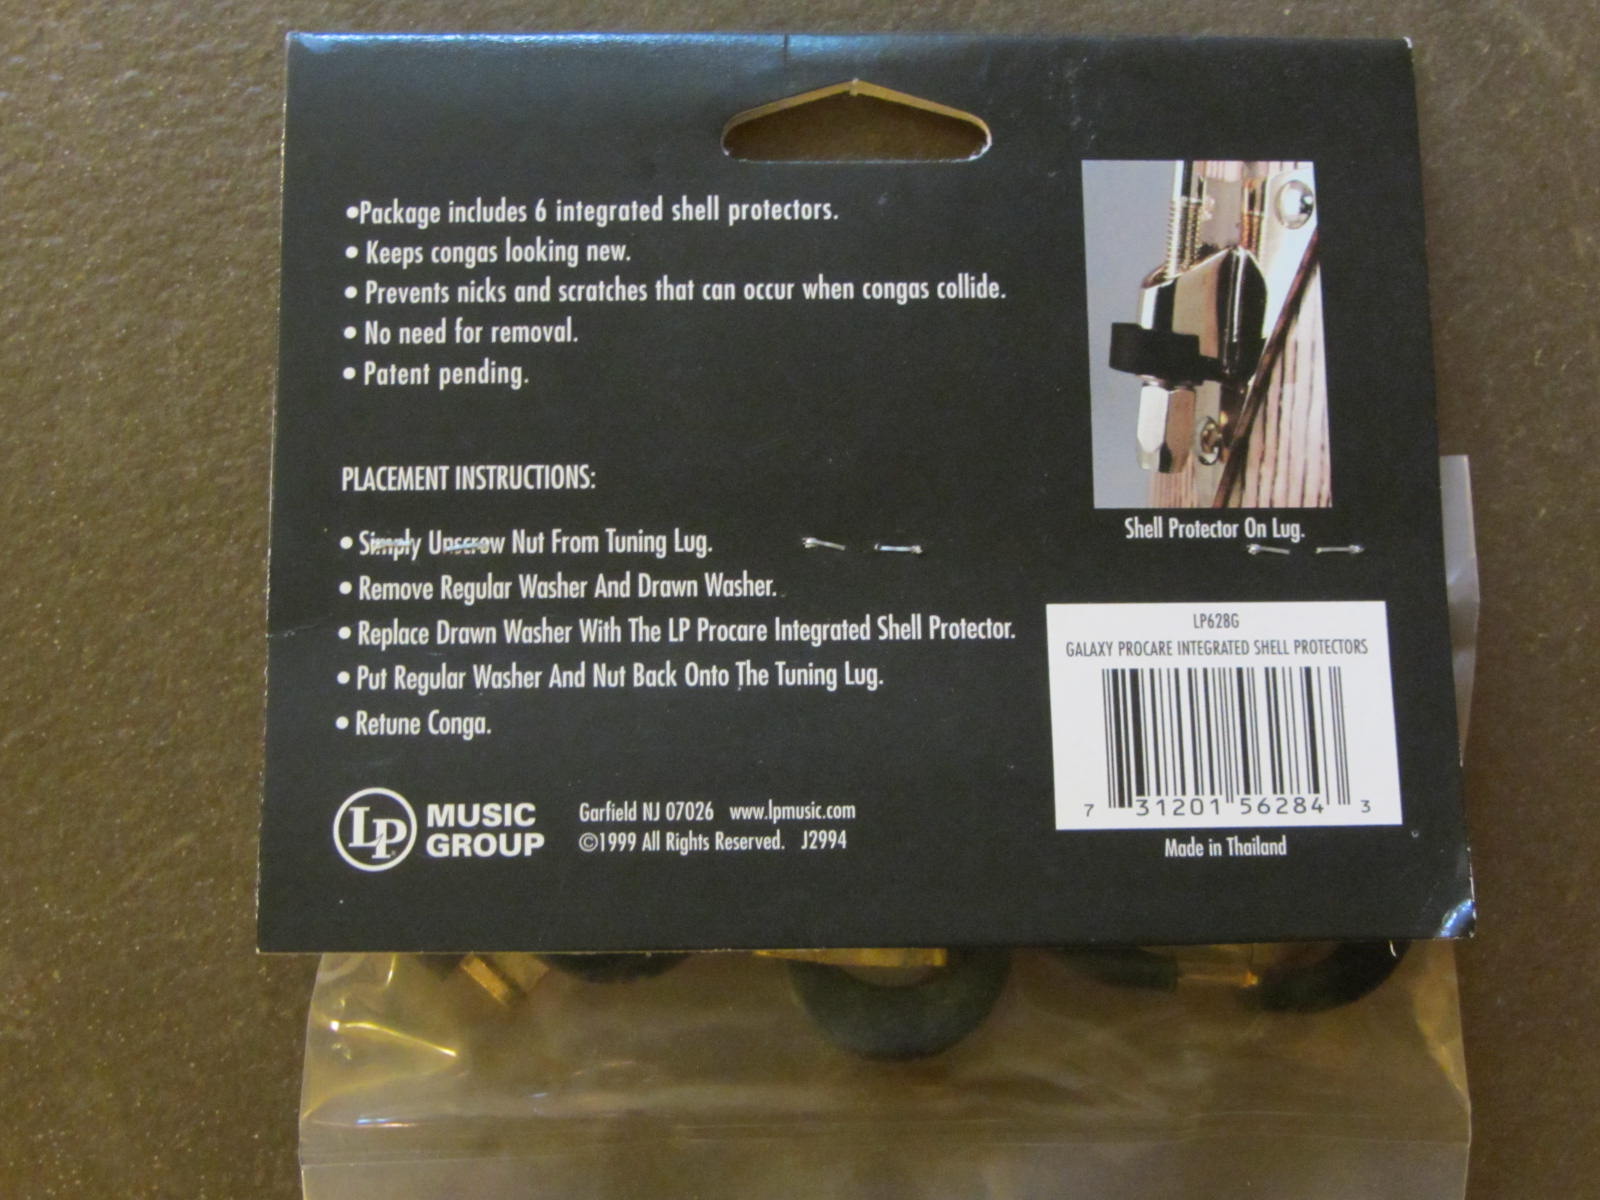 •Package includes 6 integrated shell protectors.
• Keeps congas looking new.
• Prevents nicks and scratches that can occur when congas collide.
• No need for removal.
• Patent pending.
PLACEMENT INSTRUCTIONS:
• Simply Unscrow Nut From Tuning Lug.
• Remove Regular Washer And Drawn Washer.
• Replace Drawn Washer With The LP Procare Integrated Shell Protector.
• Put Regular Washer And Nut Back Onto The Tuning Lug.
• Retune Conga.
LP MUSIC
GROUP
Garfield NJ 07026 www.lpmusic.com
©1999 All Rights Reserved. J2994
Shell Protector On Lug.
LP628G
GALAXY PROCARE INTEGRATED SHELL PROTECTORS
7 31201 56284 3
Made in Thailand